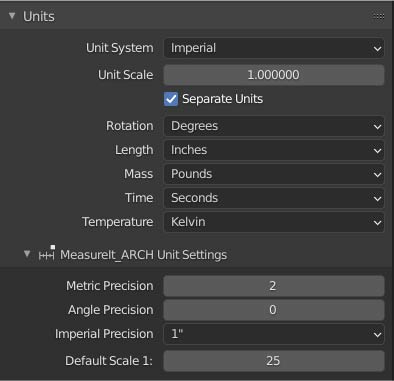 Units
Unit System Imperial
Unit Scale 1.000000
Separate Units
Rotation Degrees
Length Inches
Mass Pounds
Time Seconds
Temperature Kelvin
MeasureIt_ARCH Unit Settings
Metric Precision 2
Angle Precision 0
Imperial Precision 1"
Default Scale 1: 25